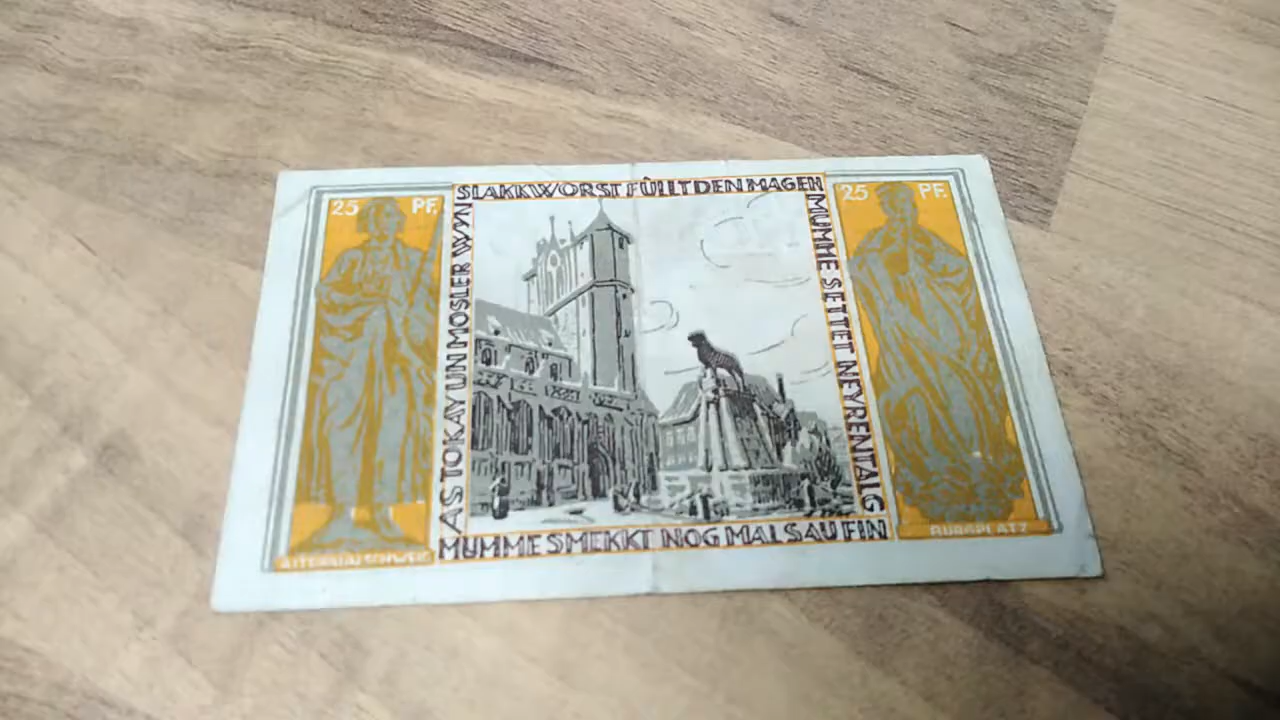 25 PF.
SLAKKWORST FÜLLT DEN MAGEN
25 PF.
MUMME SETTET NEYRENTALG
MUMME SMEKKT NOG MAL SAU FIN
AS TOKAY UN MOSLER WYN
BURGPLATZ